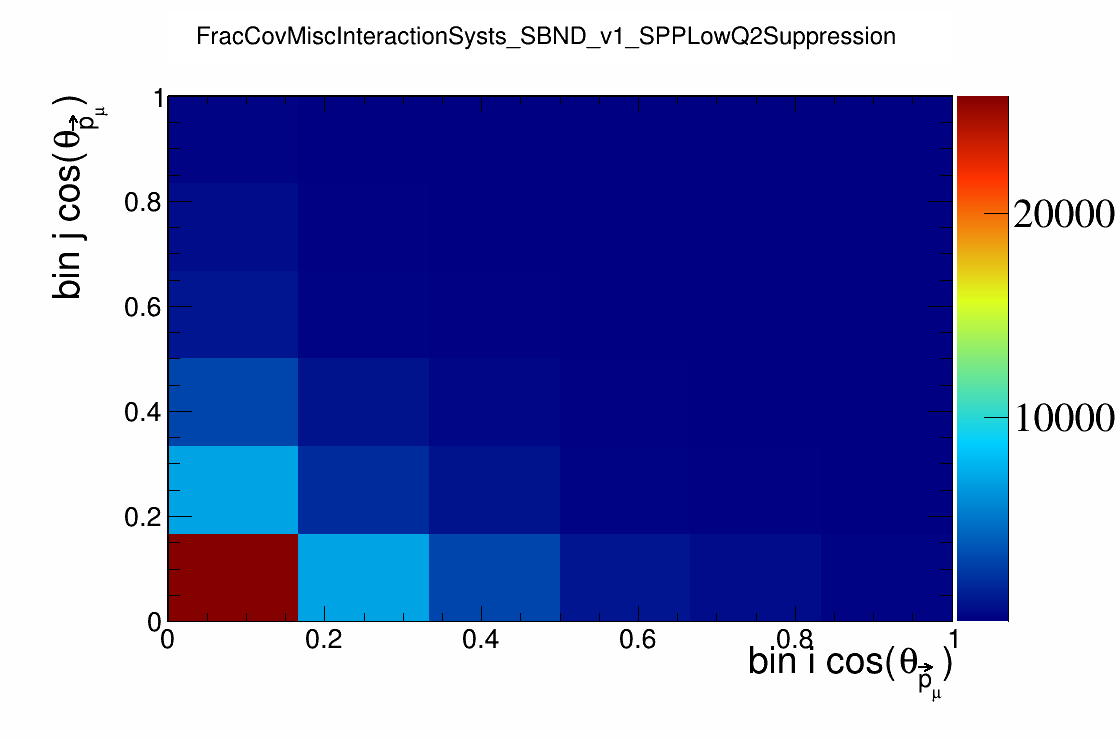 FracCovMiscInteractionSysts_SBND_v1_SPPLowQ2Suppression
bin j cos(θp⃗μ)
1
0.8
0.6
0.4
0.2
0
0 0.2 0.4 0.6 0.8 1
bin i cos(θp⃗μ)
20000
10000